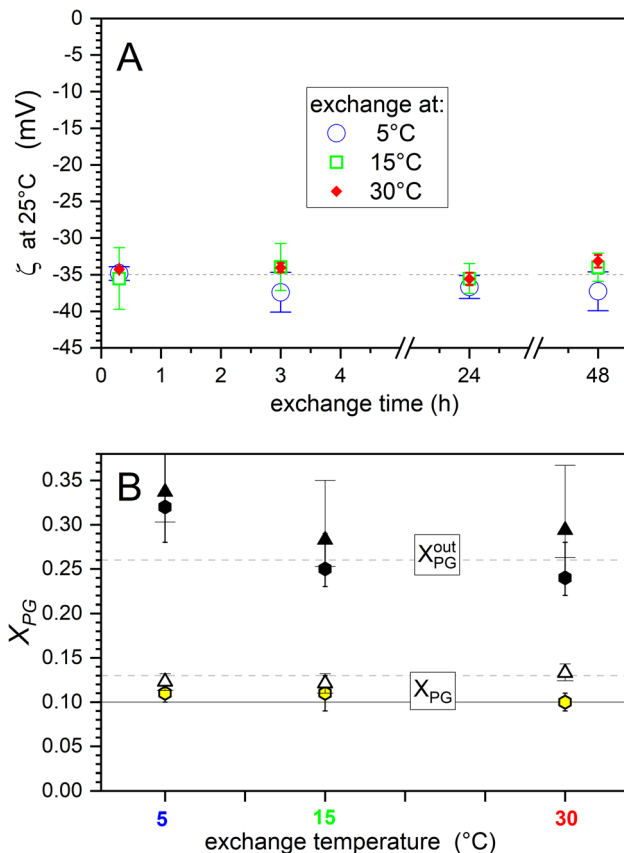 A
ζ at 25°C (mV)
0
-5
-10
-15
-20
-25
-30
-35
-40
-45
exchange at:
5°C
15°C
30°C
0 1 2 3 4 24 48
exchange time (h)
B
X_PG
0.35
0.30
0.25
0.20
0.15
0.10
0.05
0.00
X_PG^out
X_PG
5 15 30
exchange temperature (°C)